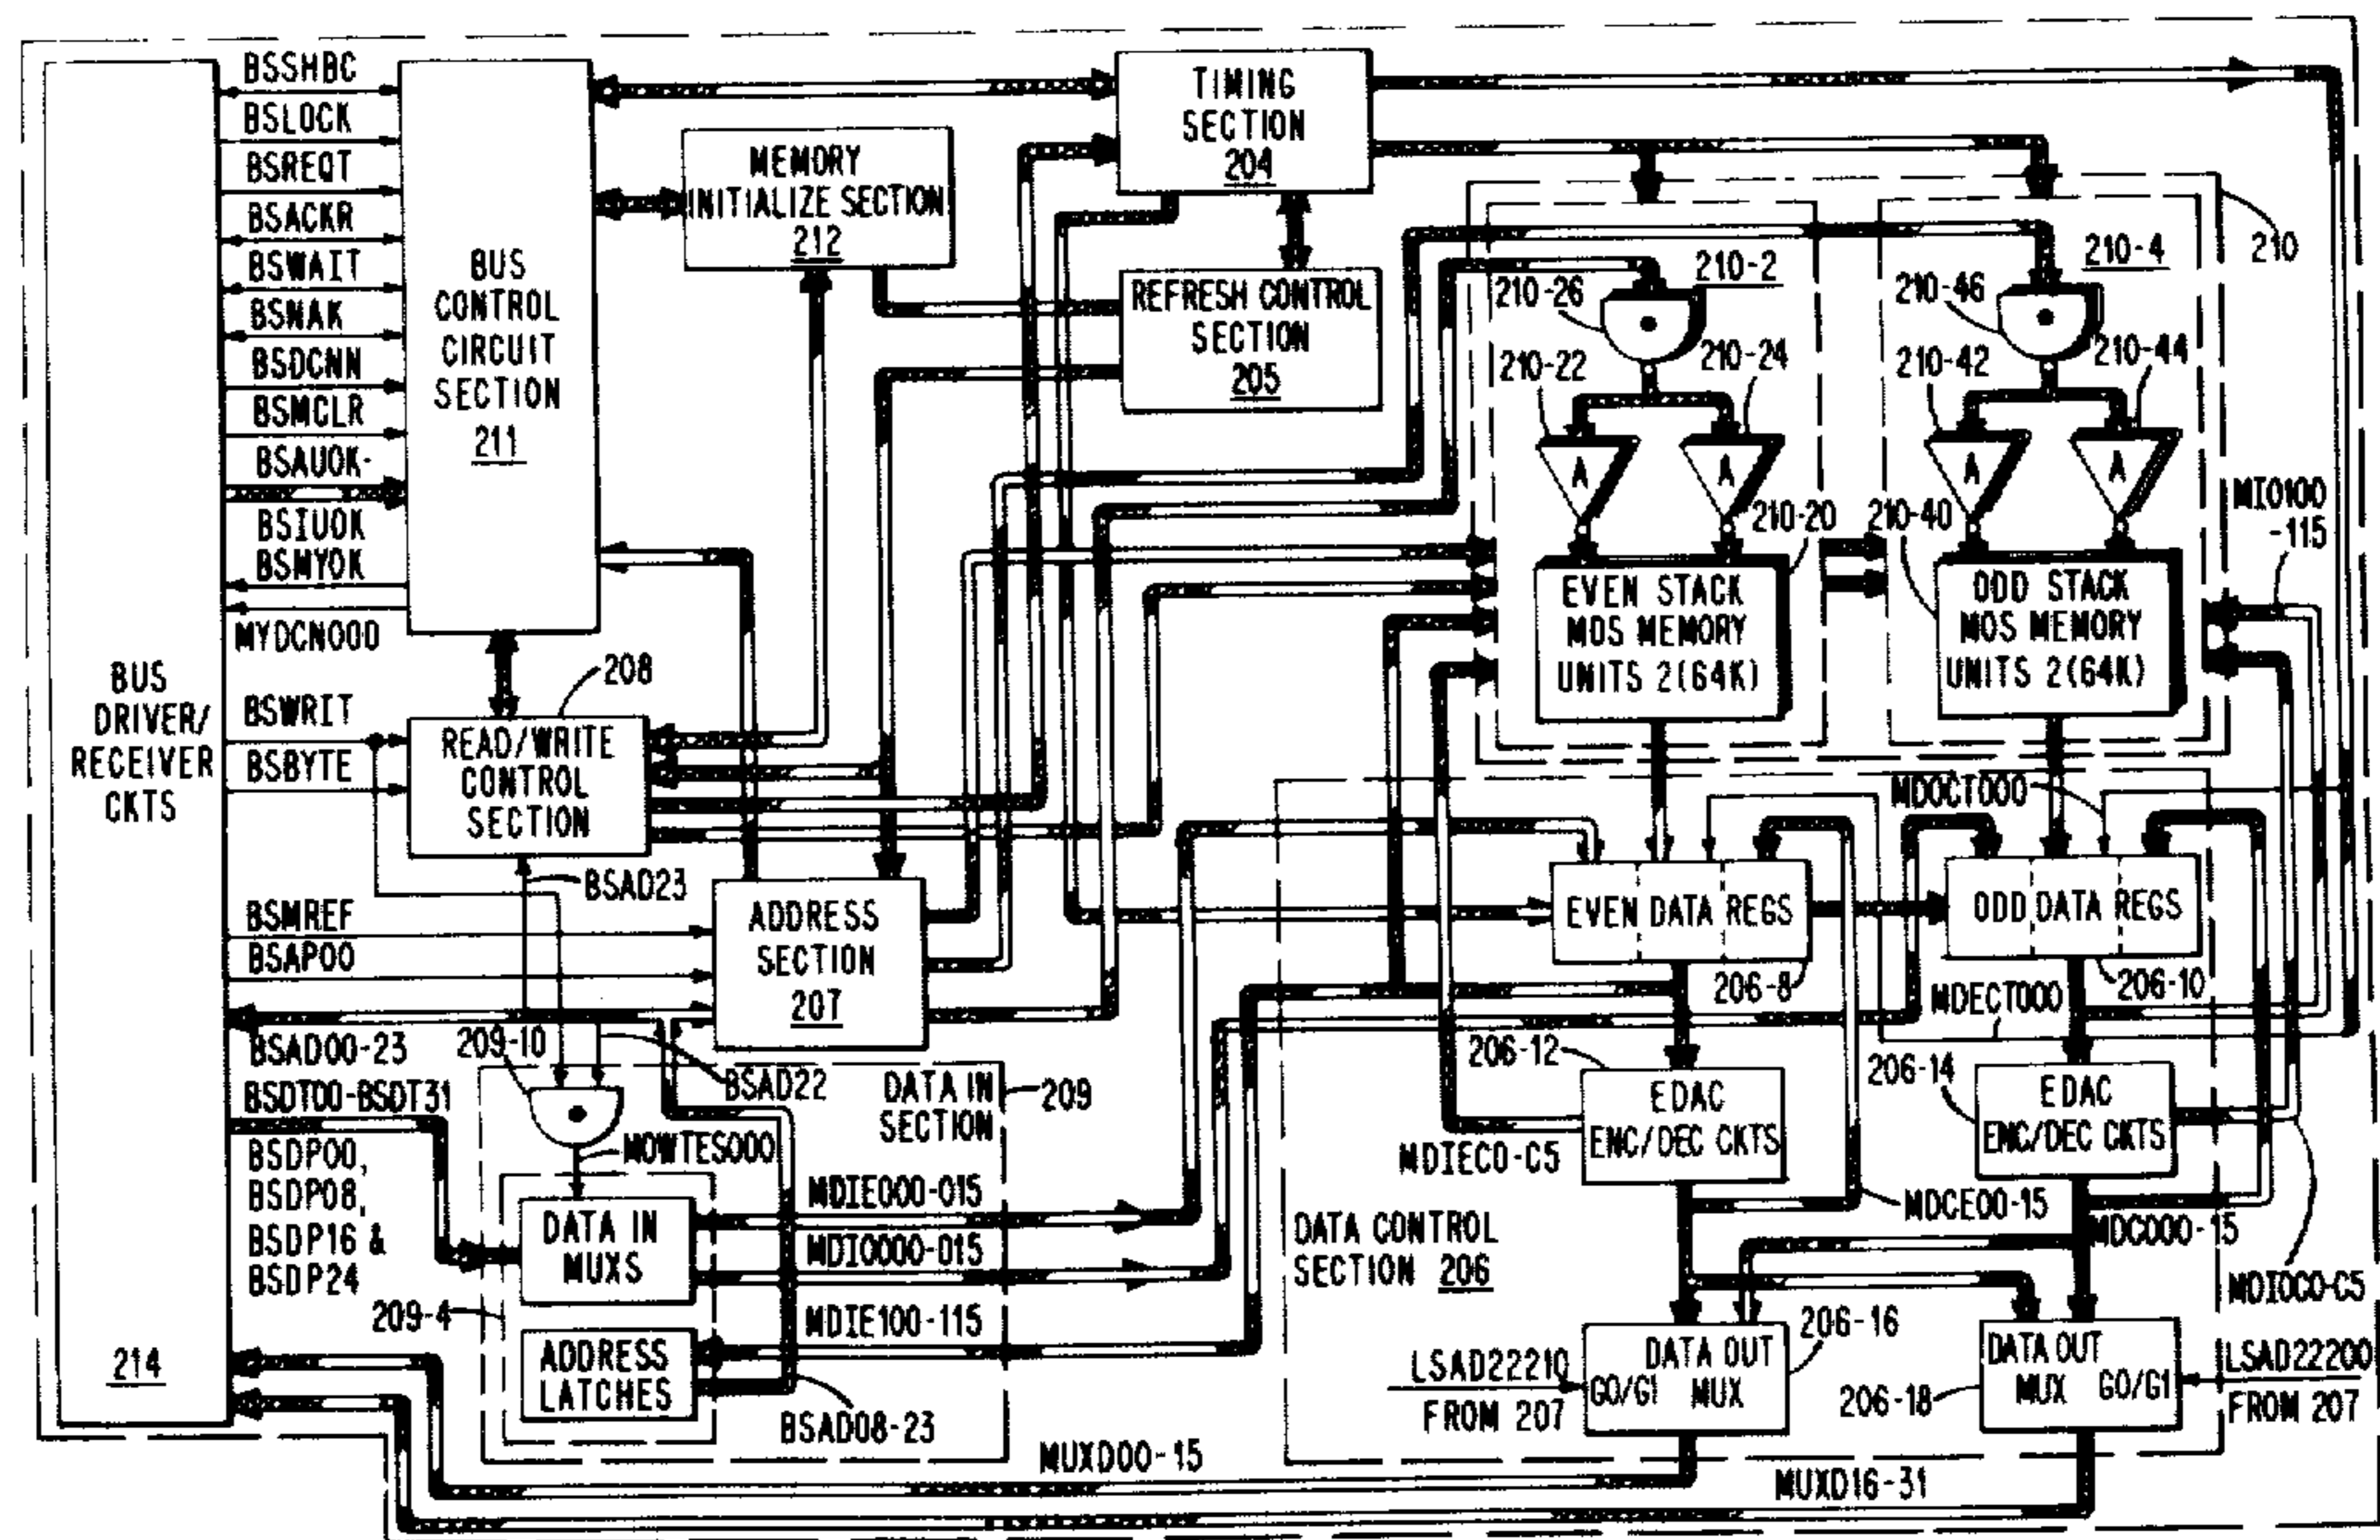 BSSHBC
BSLOCK
BSREQT
BSACKR
BSWAIT
BSNAK
BSDCNN
BSMCLR
BSAUOK-
BSIUOK
BSMYOK
MYDCN000
BSWRIT
BSBYTE
BSMREF
BSAP00
BSAD00-23
BSDT00-BSDT31
BSDP00,
BSDP08,
BSDP16 &
BSDP24
BUS
DRIVER/
RECEIVER
CKTS
214
BUS
CONTROL
CIRCUIT
SECTION
211
MEMORY
INITIALIZE SECTION
212
TIMING
SECTION
204
REFRESH CONTROL
SECTION
205
208
READ/WRITE
CONTROL
SECTION
BSAD23
ADDRESS
SECTION
207
209-10
BSAD22
DATA IN
SECTION
209
MOWTES000
DATA IN
MUXS
209-4
ADDRESS
LATCHES
MDIE000-015
MDIO000-015
MDIE100-115
BSAD08-23
MUXD00-15
MUXD16-31
210
210-2
210-4
210-26
210-46
210-22
210-24
210-42
210-44
A
A
A
A
210-20
210-40
MIO100
-115
EVEN STACK
MOS MEMORY
UNITS 2(64K)
ODD STACK
MOS MEMORY
UNITS 2(64K)
MDOCT000
EVEN DATA REGS
ODD DATA REGS
206-8
206-10
MDECT000
206-12
206-14
EDAC
ENC/DEC CKTS
EDAC
ENC/DEC CKTS
MDIEC0-C5
MDCE00-15
MDCO00-15
MDIOC0-C5
DATA CONTROL
SECTION 206
206-16
DATA OUT
G0/G1 MUX
LSAD22210
FROM 207
206-18
DATA OUT
MUX G0/G1
LSAD22200
FROM 207